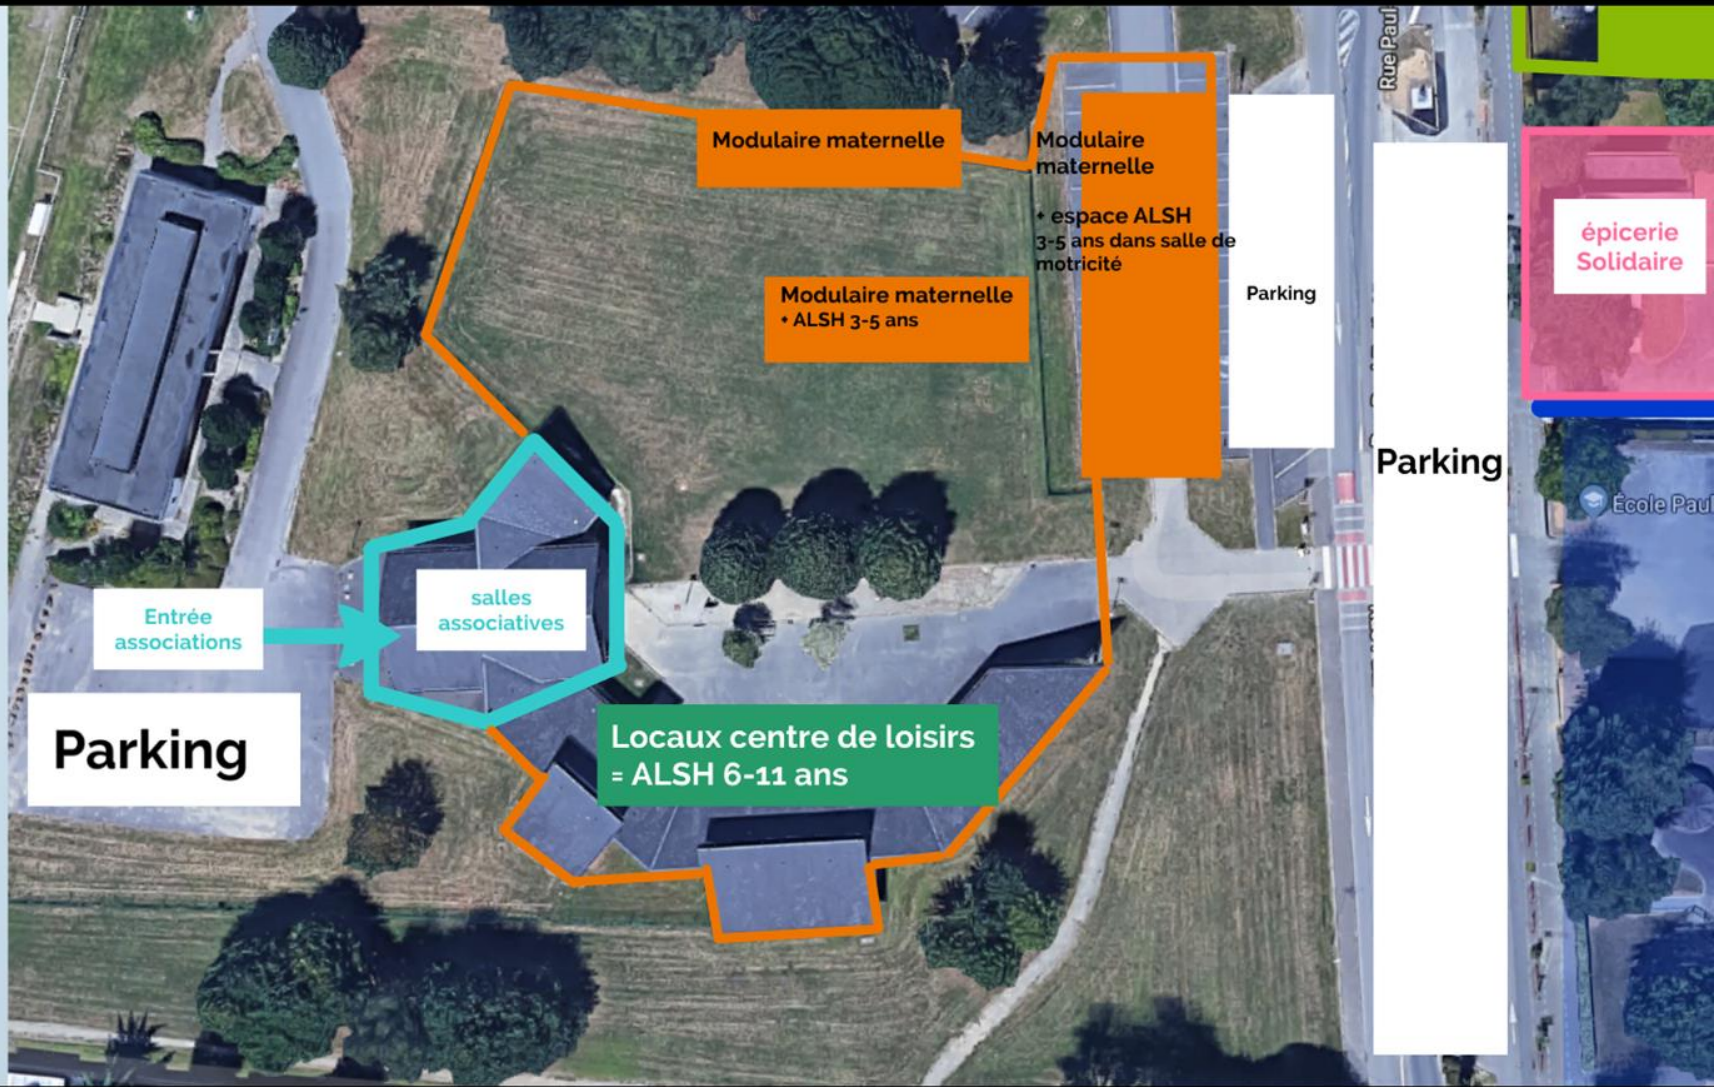 Rue Paul
Modulaire maternelle
Modulaire
maternelle
+ espace ALSH
3-5 ans dans salle de
motricité
épicerie
Solidaire
Modulaire maternelle
+ ALSH 3-5 ans
Parking
Parking
École Paul
Entrée
associations
salles
associatives
Parking
Locaux centre de loisirs
= ALSH 6-11 ans